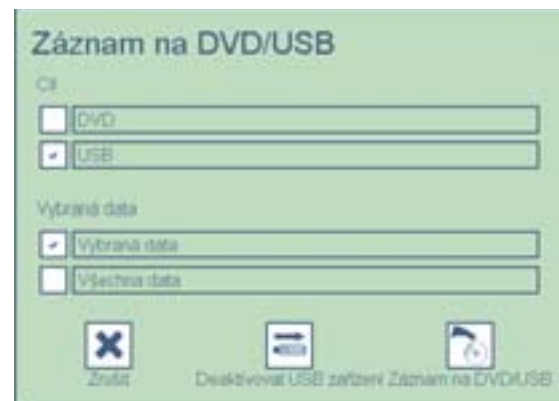 Záznam na DVD/USB
Cíl
DVD
USB
Vybraná data
Vybraná data
Všechna data
Zrušit
Deaktivovat USB zařízení
Záznam na DVD/USB